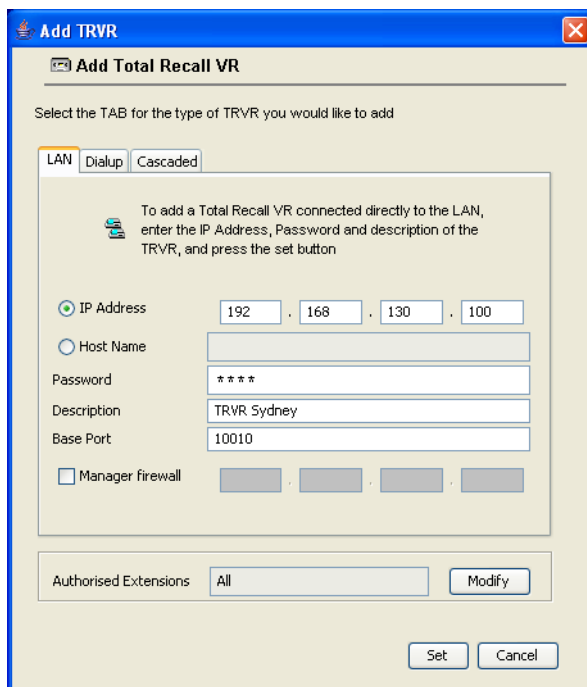 Add TRVR
Add Total Recall VR
Select the TAB for the type of TRVR you would like to add
LAN Dialup Cascaded
To add a Total Recall VR connected directly to the LAN,
enter the IP Address, Password and description of the
TRVR, and press the set button
IP Address 192 . 168 . 130 . 100
Host Name
Password ****
Description TRVR Sydney
Base Port 10010
Manager firewall . . .
Authorised Extensions All Modify
Set Cancel